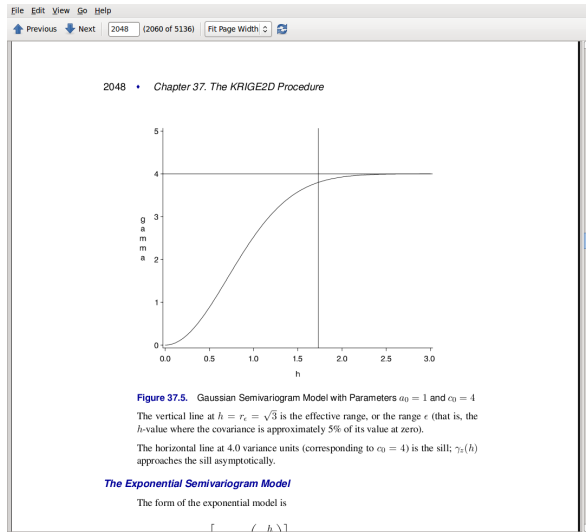 File Edit View Go Help
Previous Next 2048 (2060 of 5136) Fit Page Width
2048 • Chapter 37. The KRIGE2D Procedure
5
4
3
2
1
0
gamma
0.0 0.5 1.0 1.5 2.0 2.5 3.0
h
Figure 37.5. Gaussian Semivariogram Model with Parameters a₀ = 1 and c₀ = 4
The vertical line at h = rₑ = √3 is the effective range, or the range ϵ (that is, the
h-value where the covariance is approximately 5% of its value at zero).
The horizontal line at 4.0 variance units (corresponding to c₀ = 4) is the sill; γz(h)
approaches the sill asymptotically.
The Exponential Semivariogram Model
The form of the exponential model is